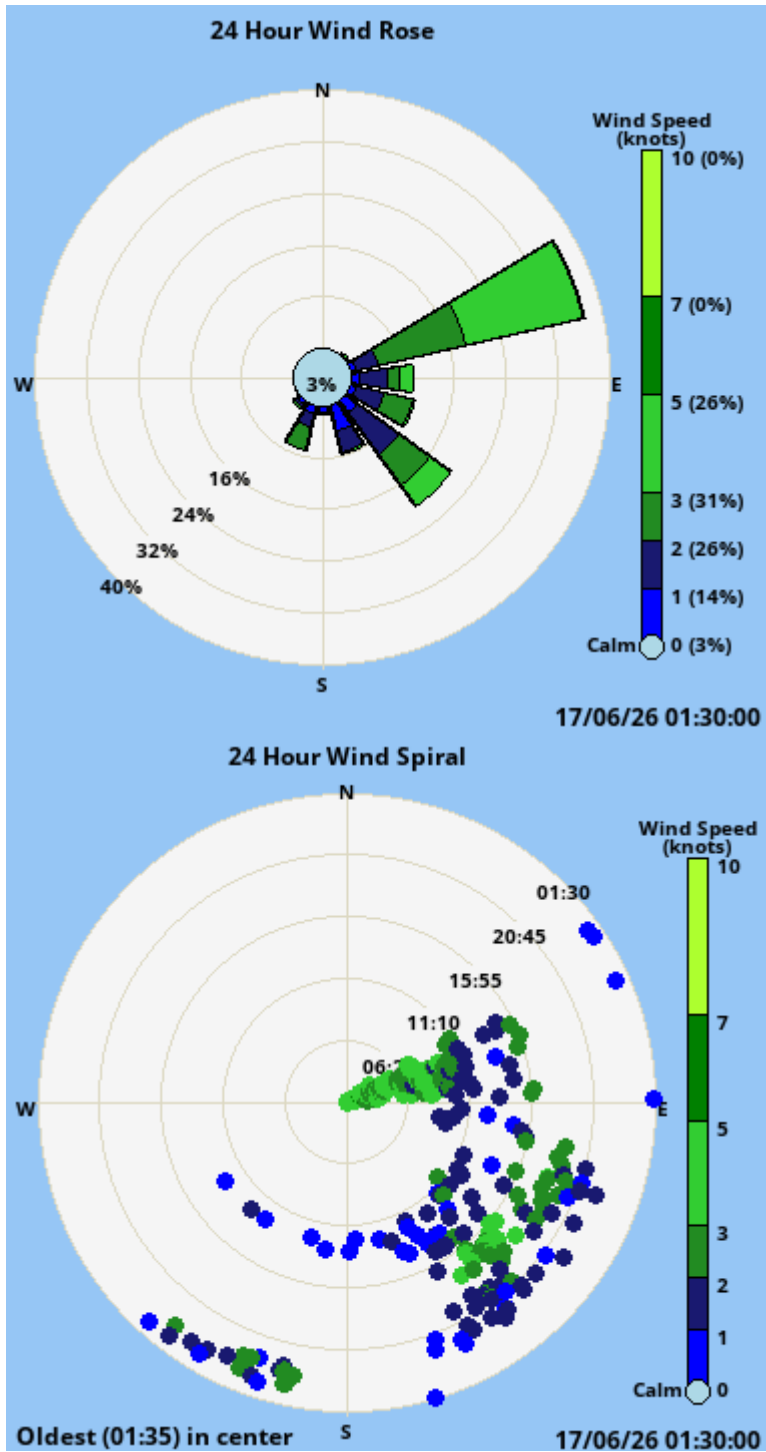 24 Hour Wind Rose
N
Wind Speed
(knots)
10 (0%)
7 (0%)
W
3%
E
5 (26%)
16%
3 (31%)
24%
32%
2 (26%)
40%
1 (14%)
Calm 0 (3%)
S
17/06/26 01:30:00
24 Hour Wind Spiral
N
Wind Speed
(knots)
10
01:30
20:45
15:55
7
11:10
W
E
5
3
2
1
Calm 0
S
Oldest (01:35) in center
17/06/26 01:30:00